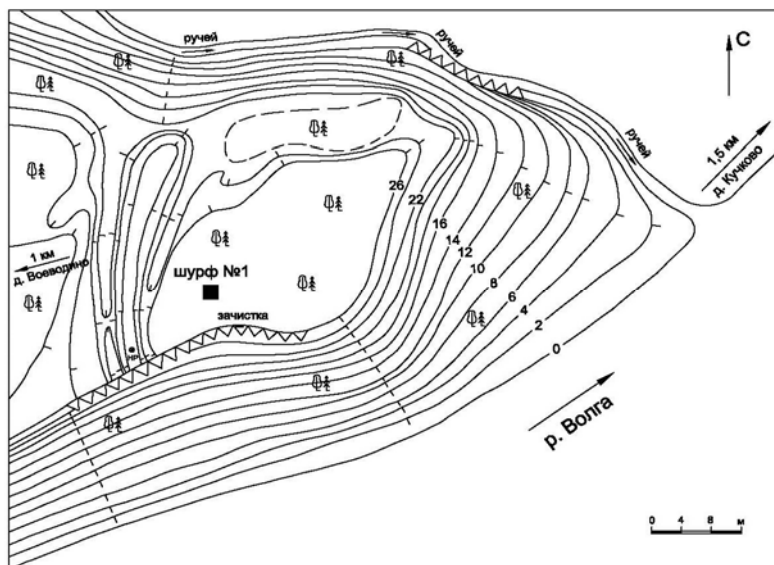 ручей
ручей
С
ручей
1,5 км
д. Кучково
26
22
16
14
12
10
8
6
4
2
0
1 км
д. Воеводино
шурф №1
зачистка
нр
р. Волга
0 4 8 м